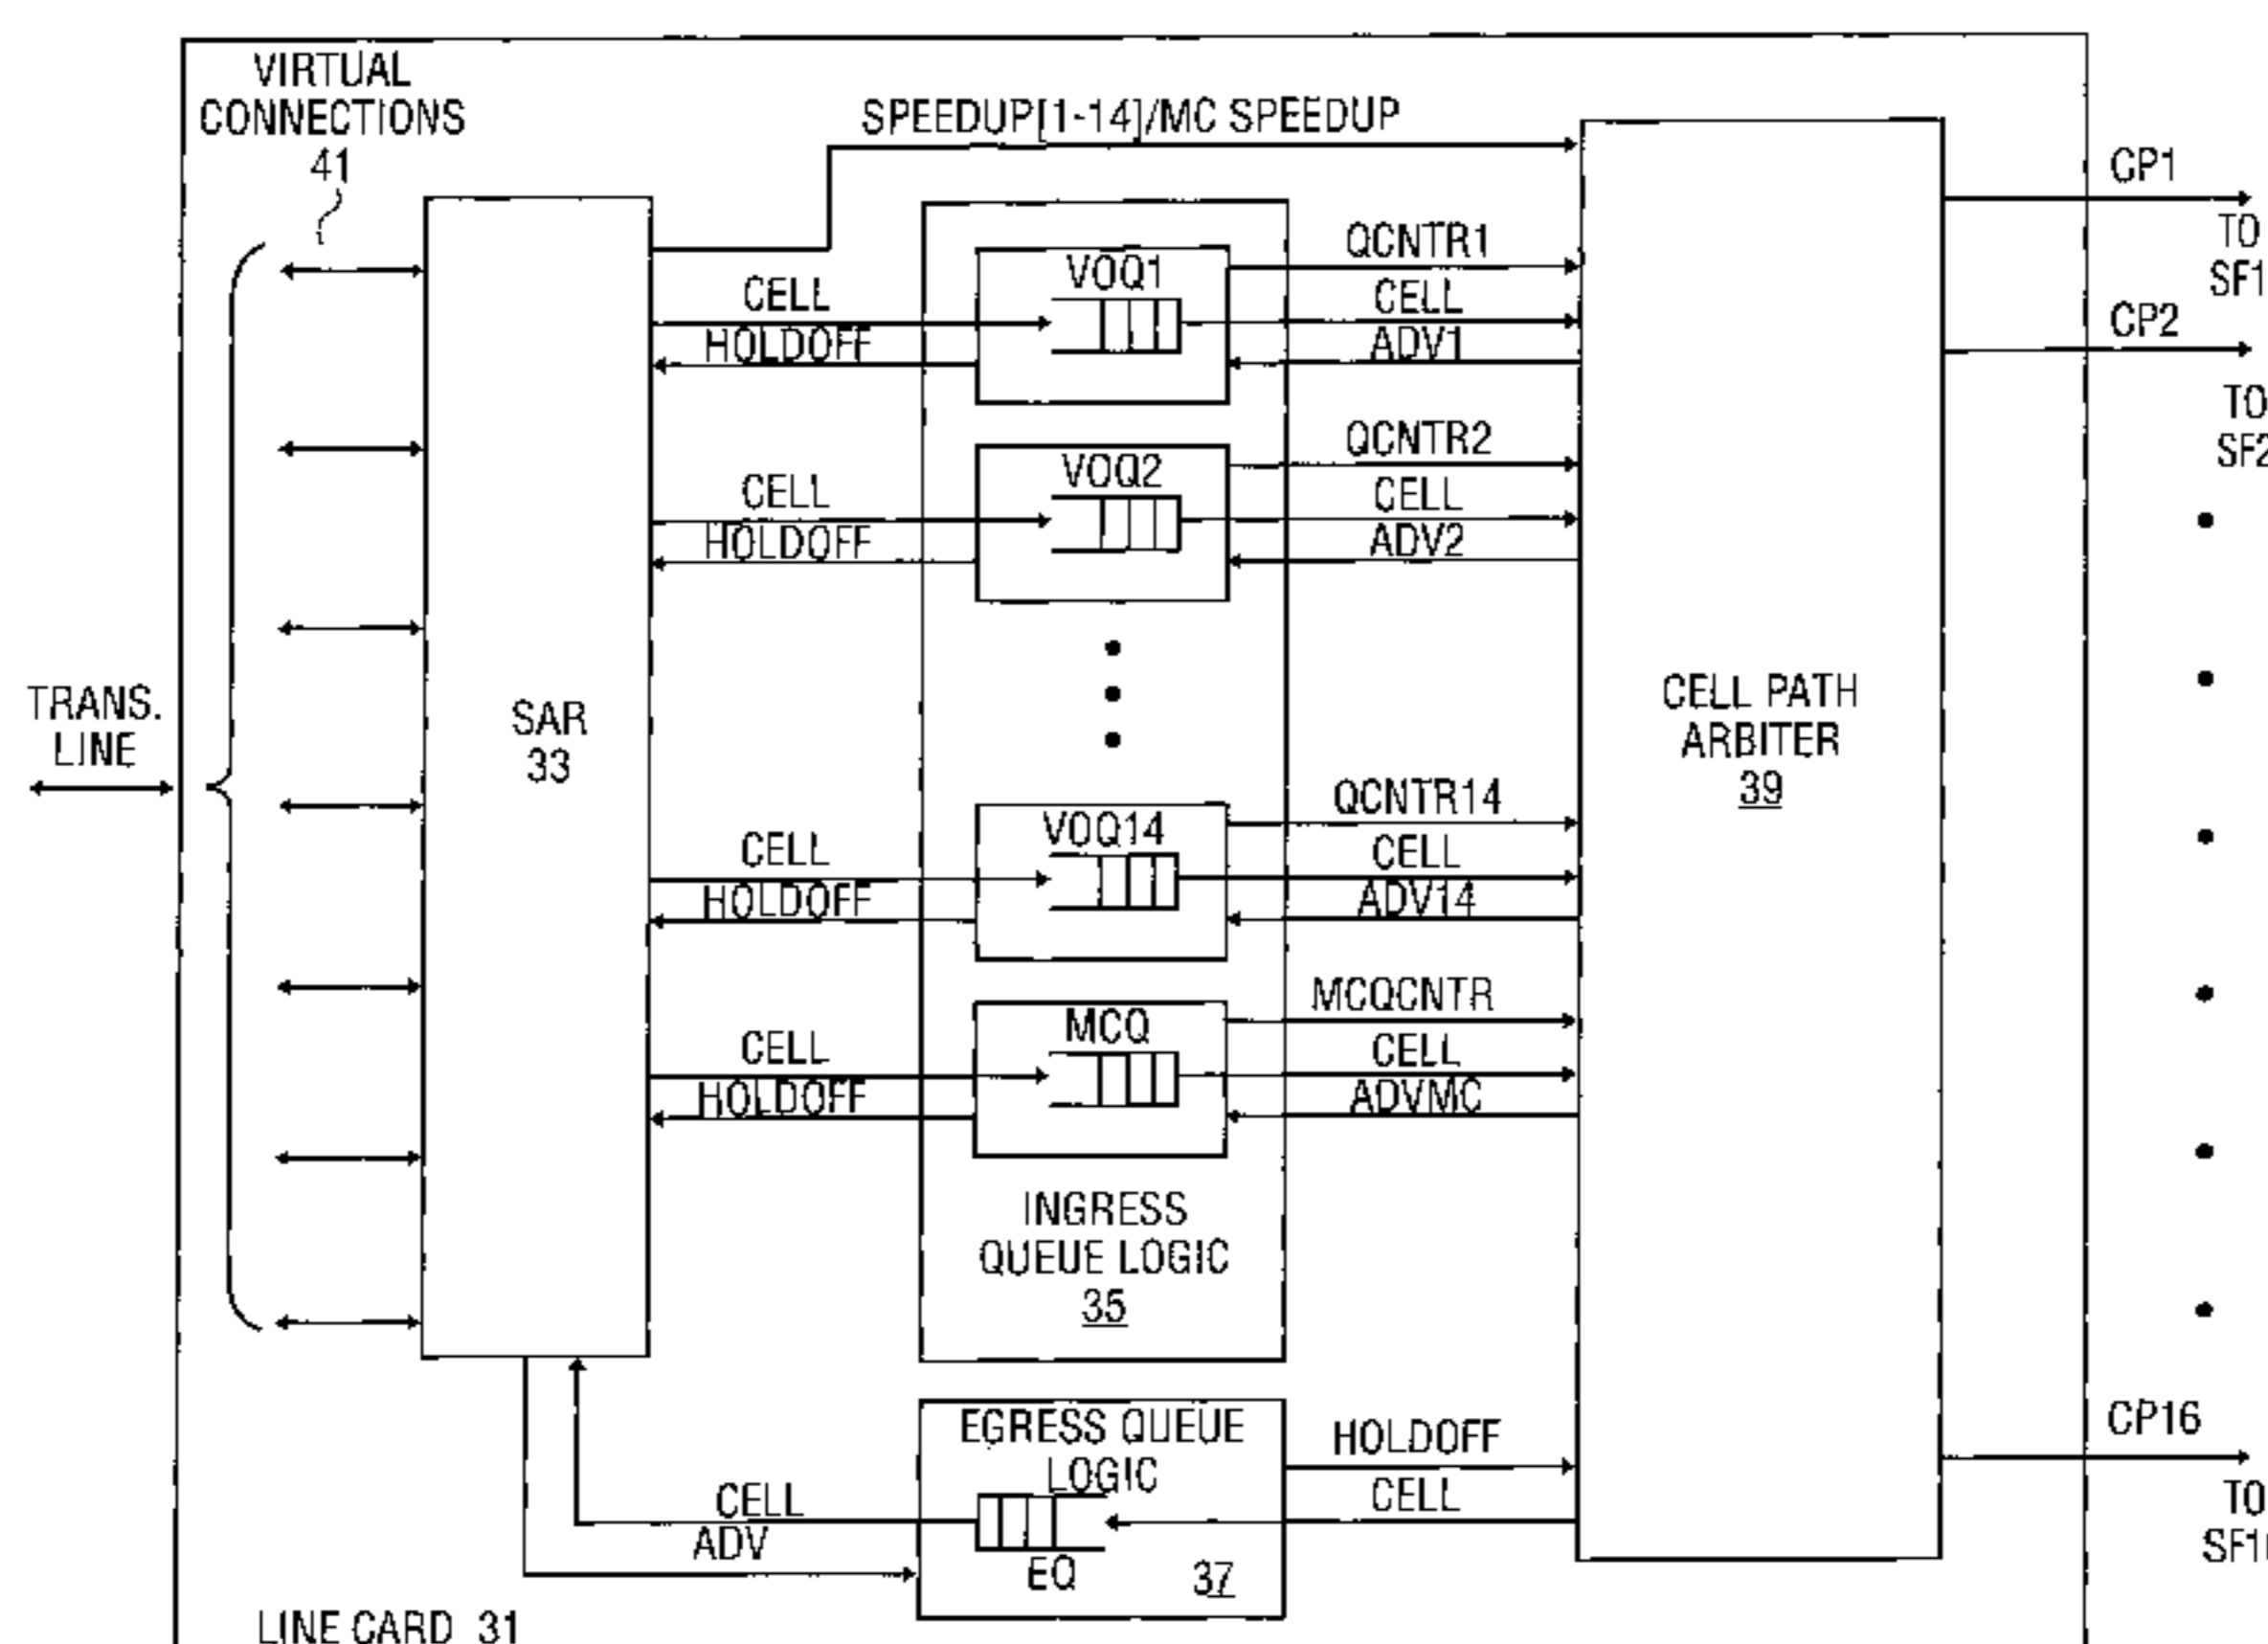 VIRTUAL
CONNECTIONS
41
SPEEDUP[1-14]/MC SPEEDUP
CP1
TO
SF1
CP2
TO
SF2
QCNTR1
VOQ1
CELL
CELL
HOLDOFF
ADV1
QCNTR2
VOQ2
CELL
CELL
HOLDOFF
ADV2
TRANS.
LINE
SAR
33
CELL PATH
ARBITER
39
QCNTR14
VOQ14
CELL
CELL
HOLDOFF
ADV14
MCQCNTR
MCQ
CELL
CELL
HOLDOFF
ADVMC
INGRESS
QUEUE LOGIC
35
EGRESS QUEUE
LOGIC
HOLDOFF
CELL
CELL
ADV
EQ
37
CP16
TO
LINE CARD 31